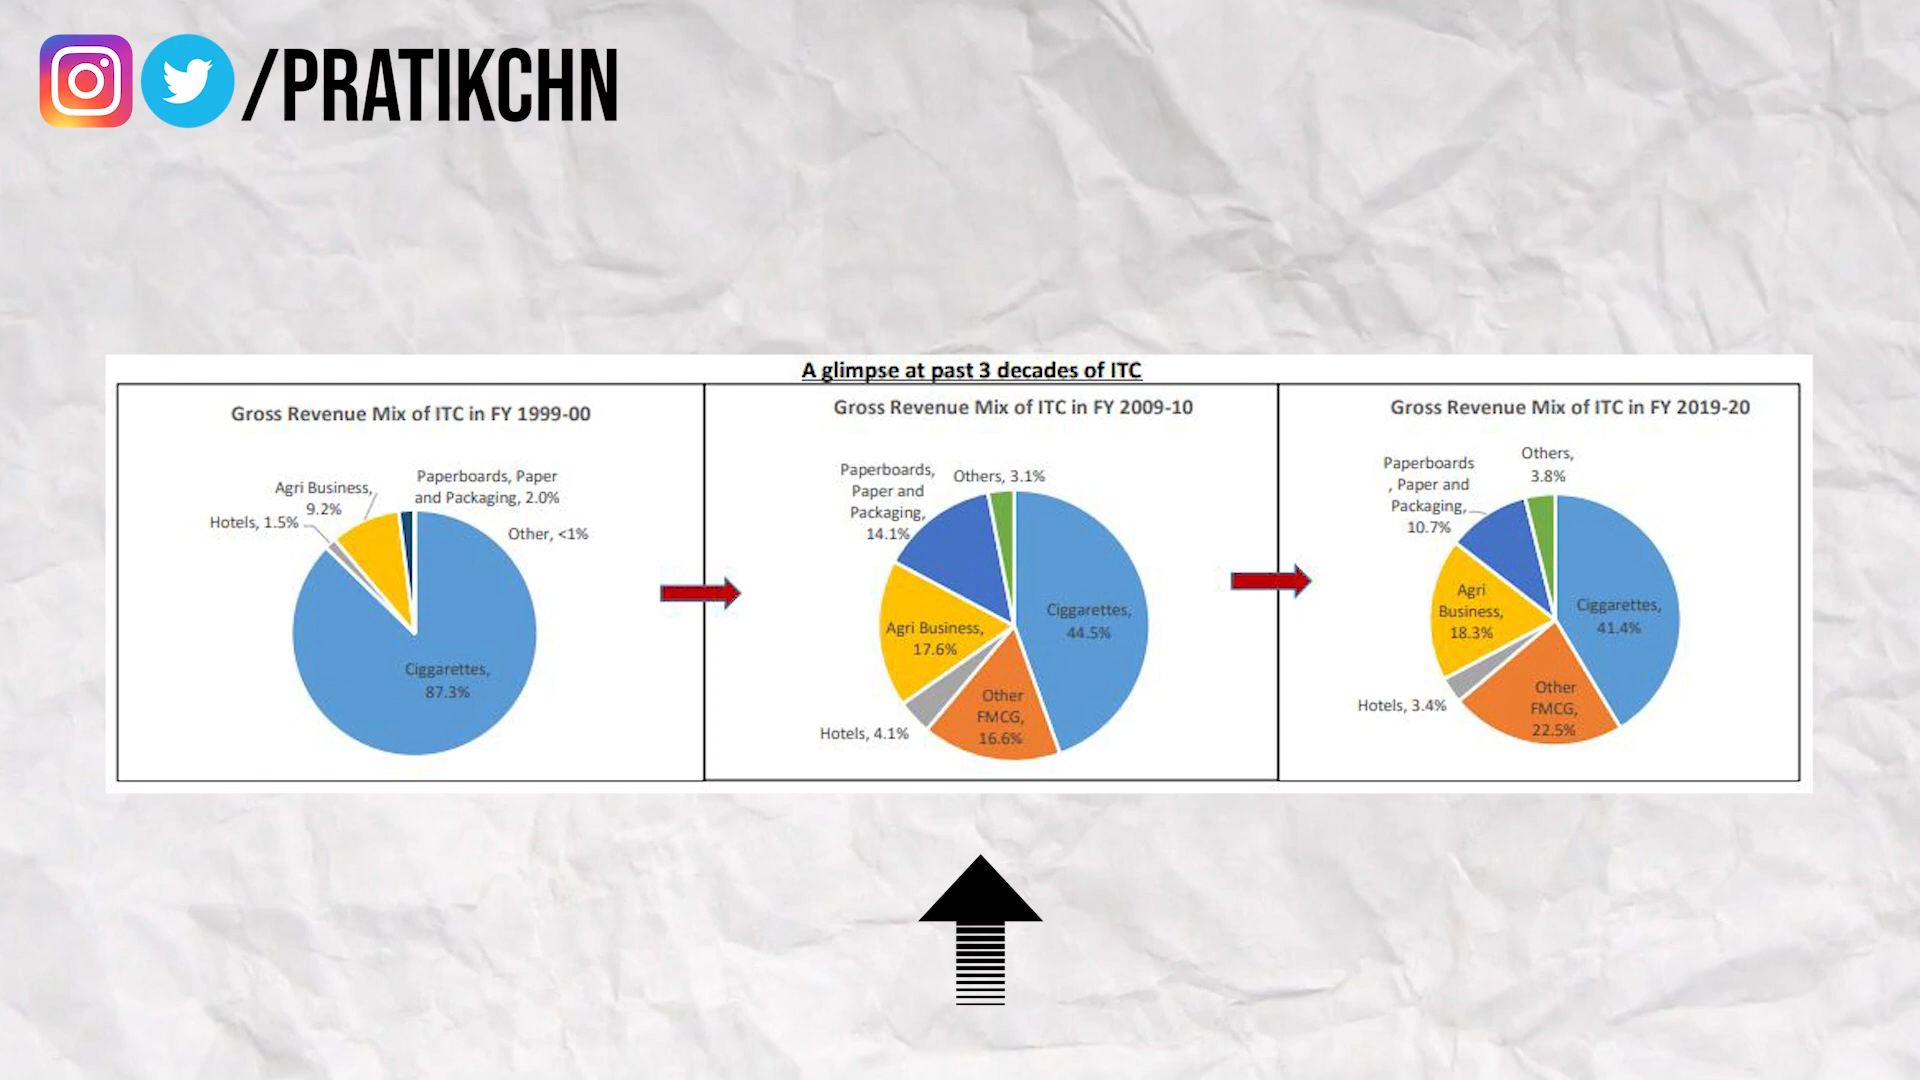 /PRATIKCHN
A glimpse at past 3 decades of ITC
Gross Revenue Mix of ITC in FY 1999-00
Agri Business,
9.2%
Paperboards, Paper
and Packaging, 2.0%
Hotels, 1.5%
Other, <1%
Ciggarettes,
87.3%
Gross Revenue Mix of ITC in FY 2009-10
Paperboards,
Paper and
Packaging,
14.1%
Others, 3.1%
Ciggarettes,
44.5%
Agri Business,
17.6%
Other
FMCG,
16.6%
Hotels, 4.1%
Gross Revenue Mix of ITC in FY 2019-20
Paperboards
, Paper and
Packaging,
10.7%
Others,
3.8%
Agri
Business,
18.3%
Ciggarettes,
41.4%
Other
FMCG,
22.5%
Hotels, 3.4%